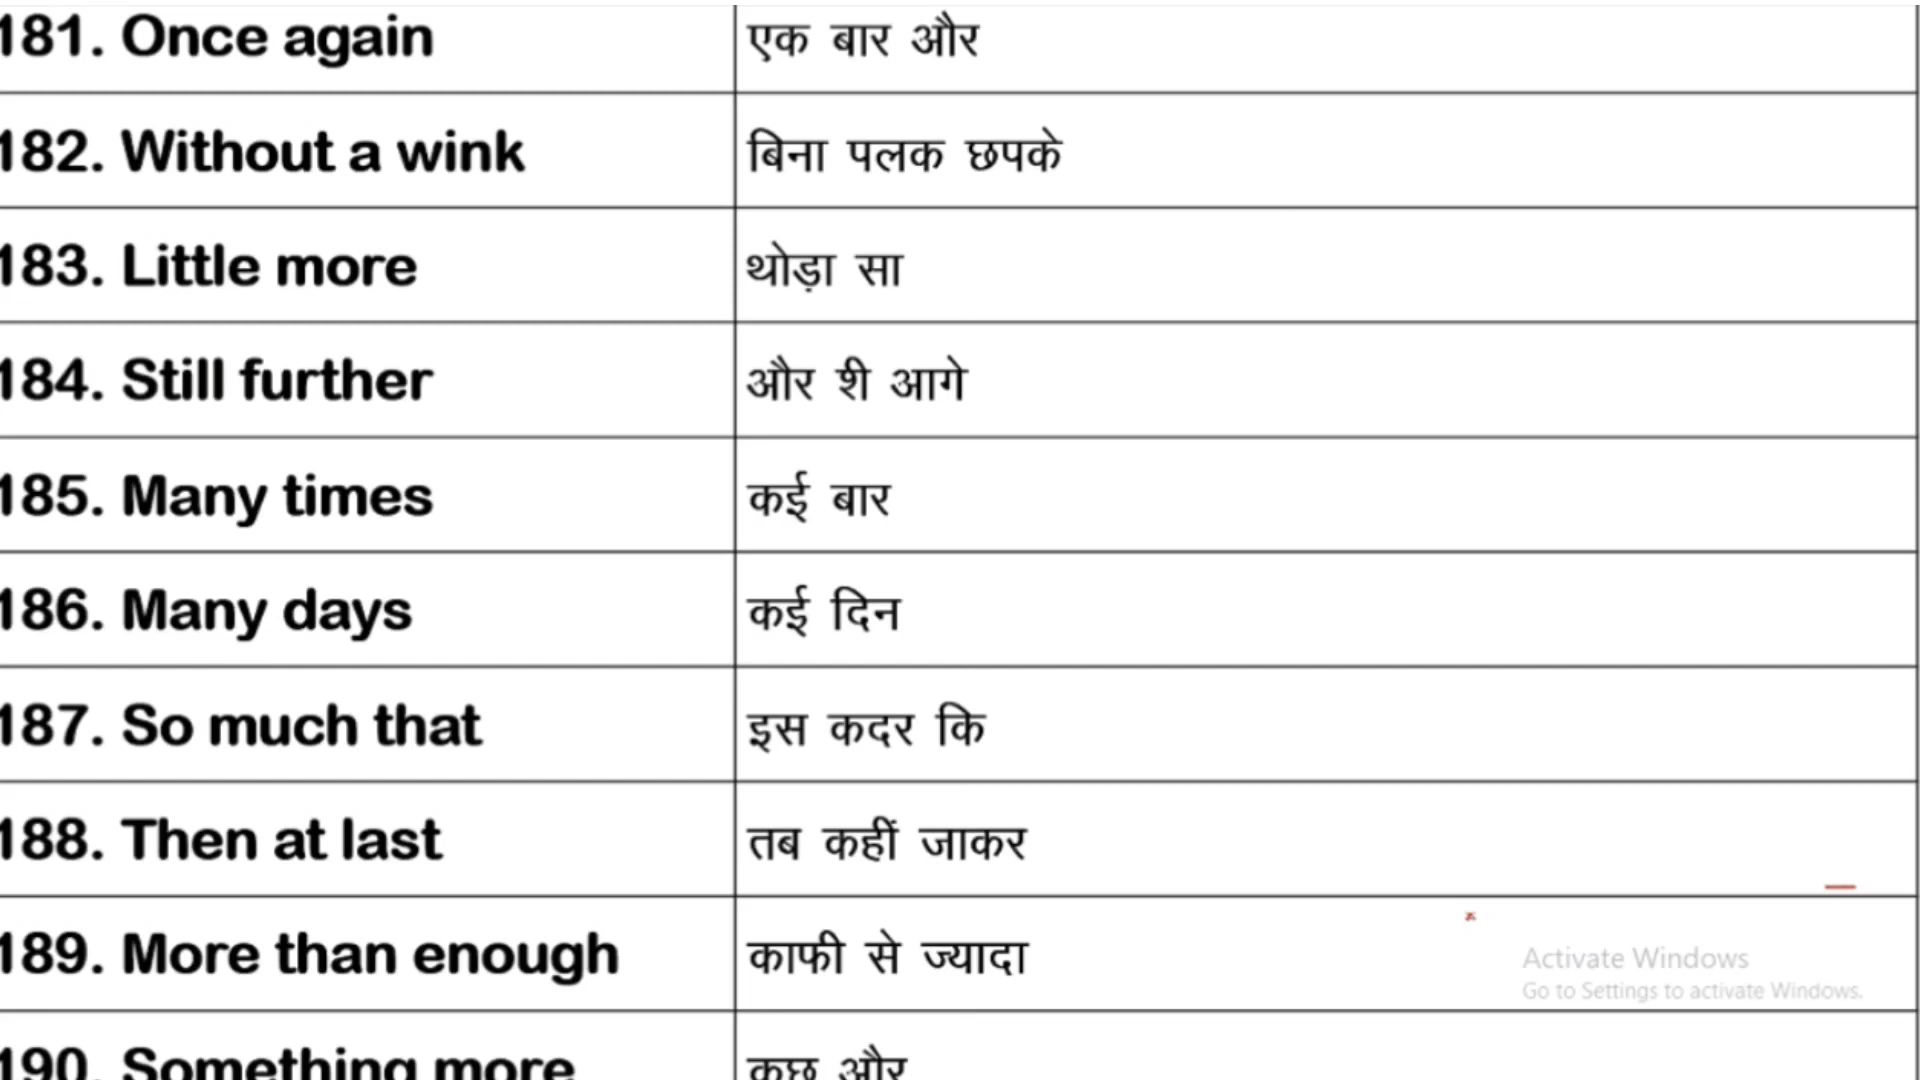 181. Once again एक बार और
182. Without a wink बिना पलक छपके
183. Little more थोड़ा सा
184. Still further और शी आगे
185. Many times कई बार
186. Many days कई दिन
187. So much that इस कदर कि
188. Then at last तब कहीं जाकर
189. More than enough काफी से ज्यादा
Activate Windows
Go to Settings to activate Windows.
190. Something more कुछ और